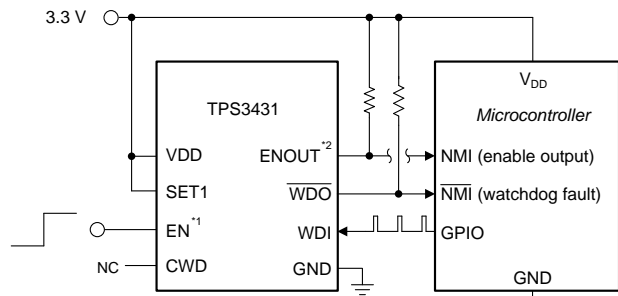 3.3 V
VDD
TPS3431
Microcontroller
VDD
ENOUT*2
NMI (enable output)
SET1
WDO
NMI (watchdog fault)
EN*1
WDI
GPIO
NC
CWD
GND
GND